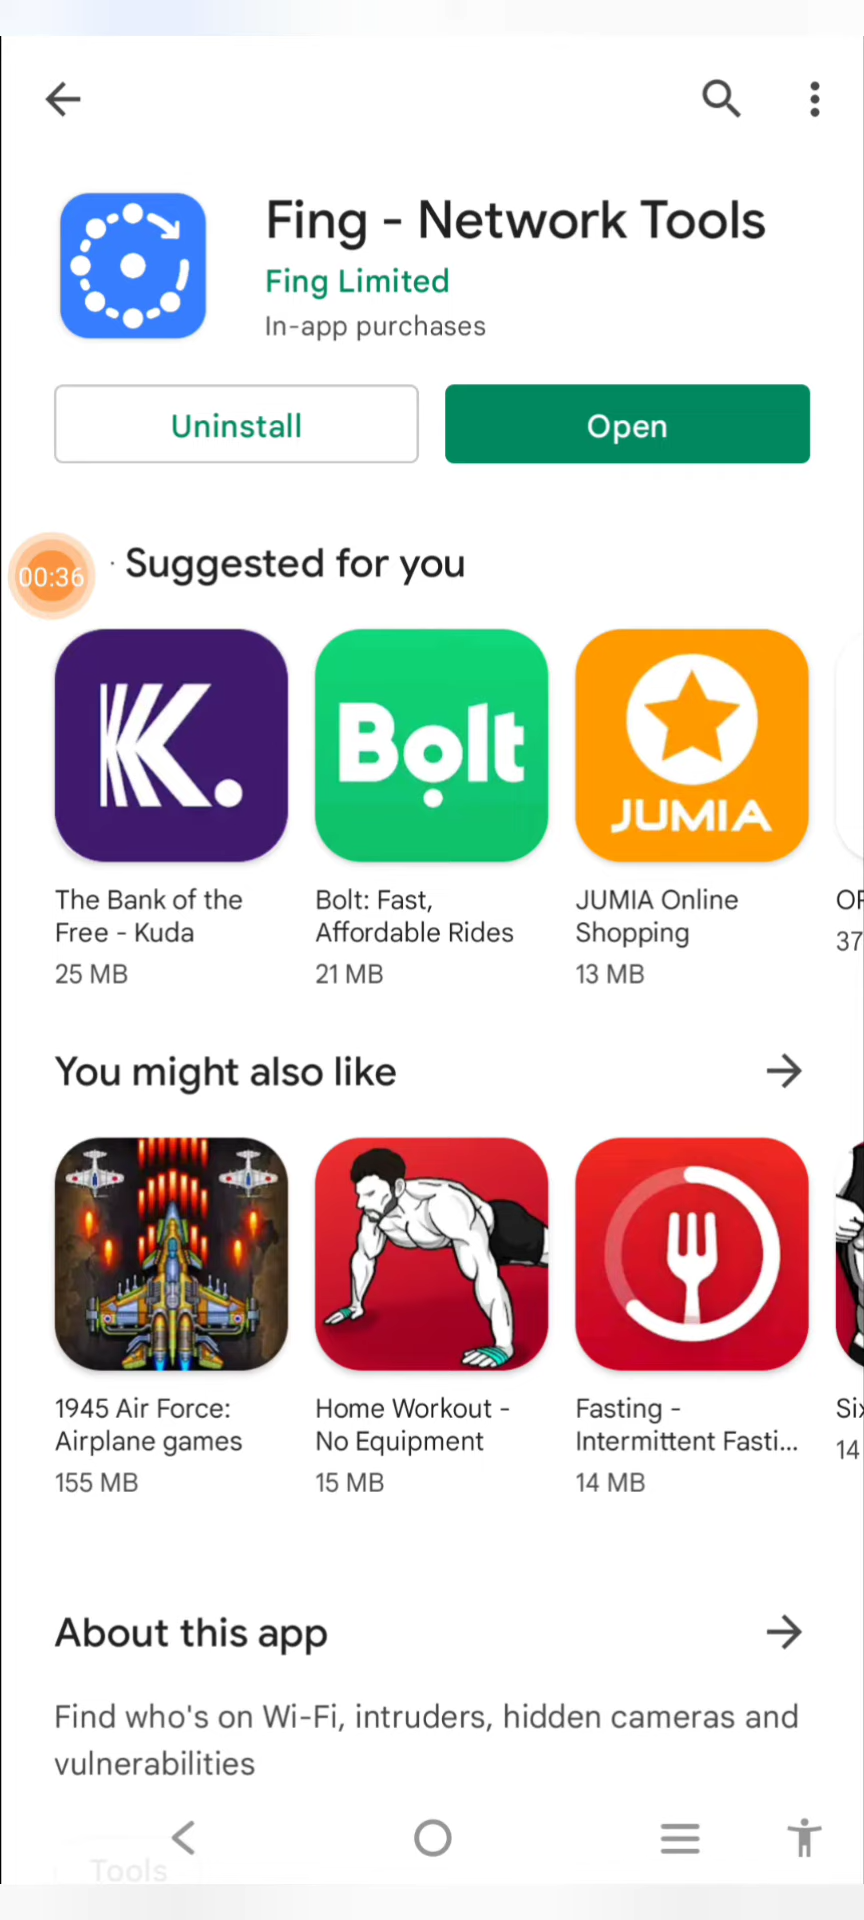 Fing - Network Tools
Fing Limited
In-app purchases
Uninstall
Open
00:36
Suggested for you
K.
Bolt
JUMIA
The Bank of the
Free - Kuda
25 MB
Bolt: Fast,
Affordable Rides
21 MB
JUMIA Online
Shopping
13 MB
37
You might also like
1945 Air Force:
Airplane games
155 MB
Home Workout -
No Equipment
15 MB
Fasting -
Intermittent Fasti...
14 MB
14
About this app
Find who's on Wi-Fi, intruders, hidden cameras and
vulnerabilities
Tools